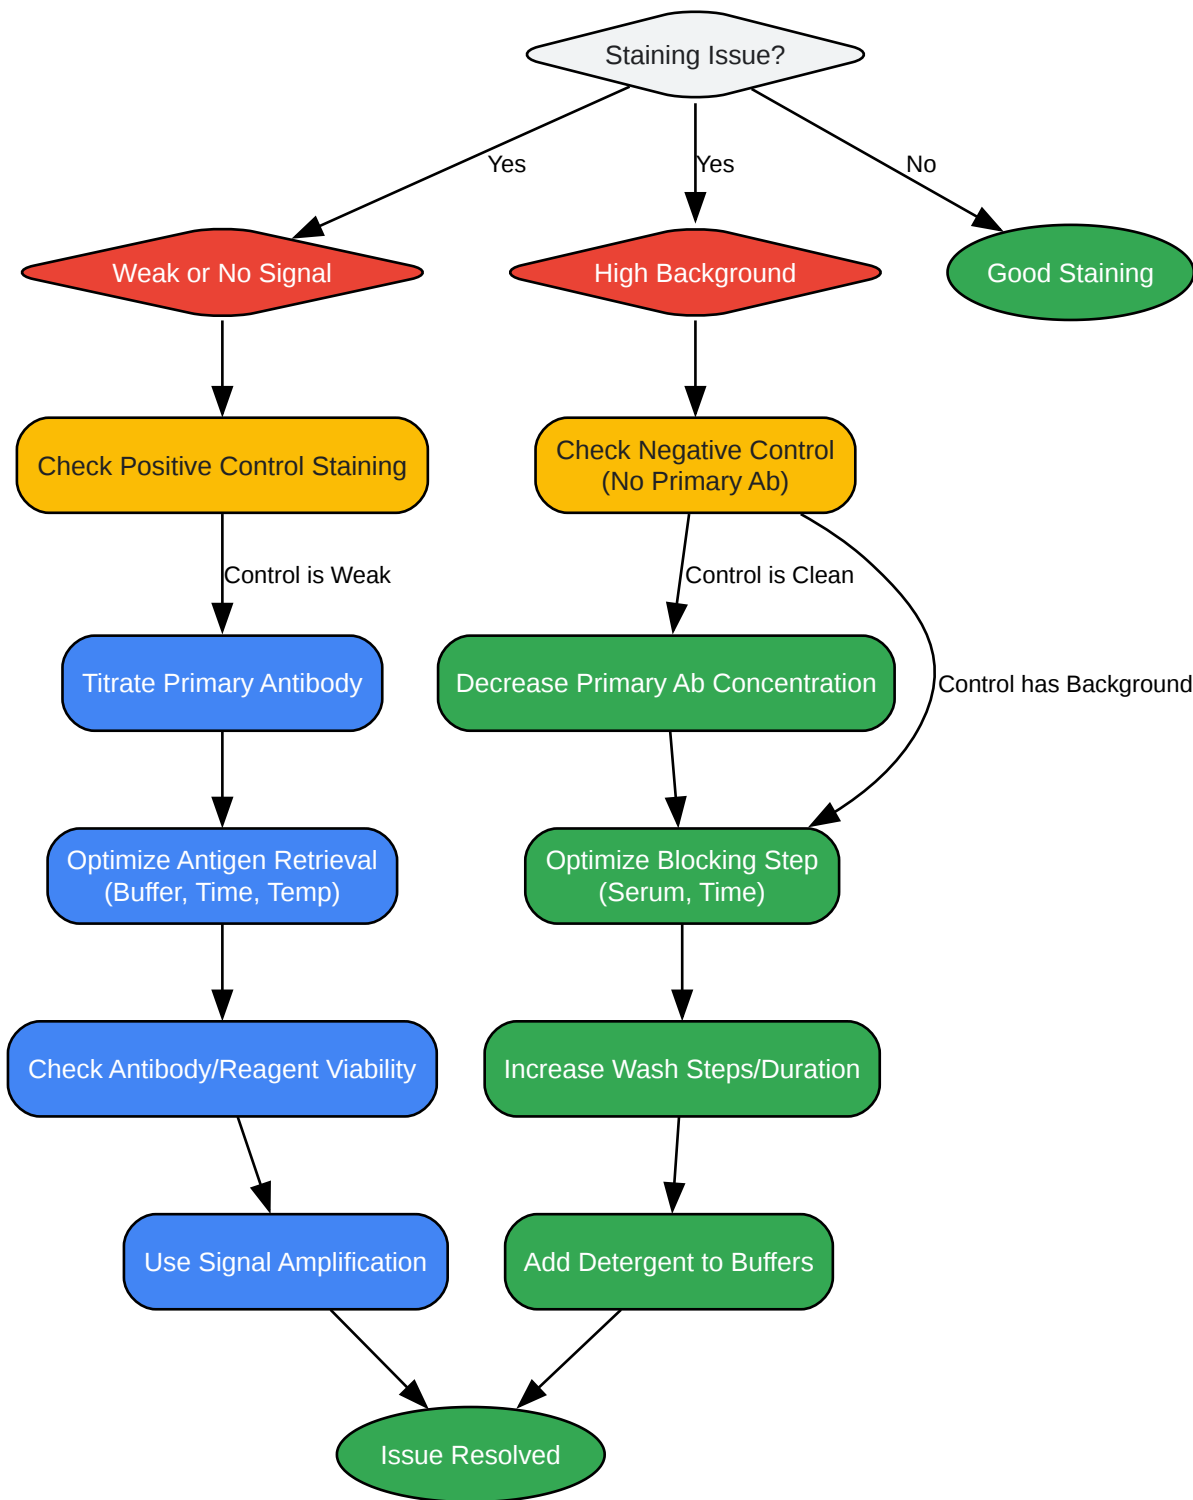 Staining Issue?
Yes
Yes
No
Weak or No Signal
High Background
Good Staining
Check Positive Control Staining
Check Negative Control
(No Primary Ab)
Control is Weak
Control is Clean
Titrate Primary Antibody
Decrease Primary Ab Concentration
Control has Background
Optimize Antigen Retrieval
(Buffer, Time, Temp)
Optimize Blocking Step
(Serum, Time)
Check Antibody/Reagent Viability
Increase Wash Steps/Duration
Use Signal Amplification
Add Detergent to Buffers
Issue Resolved